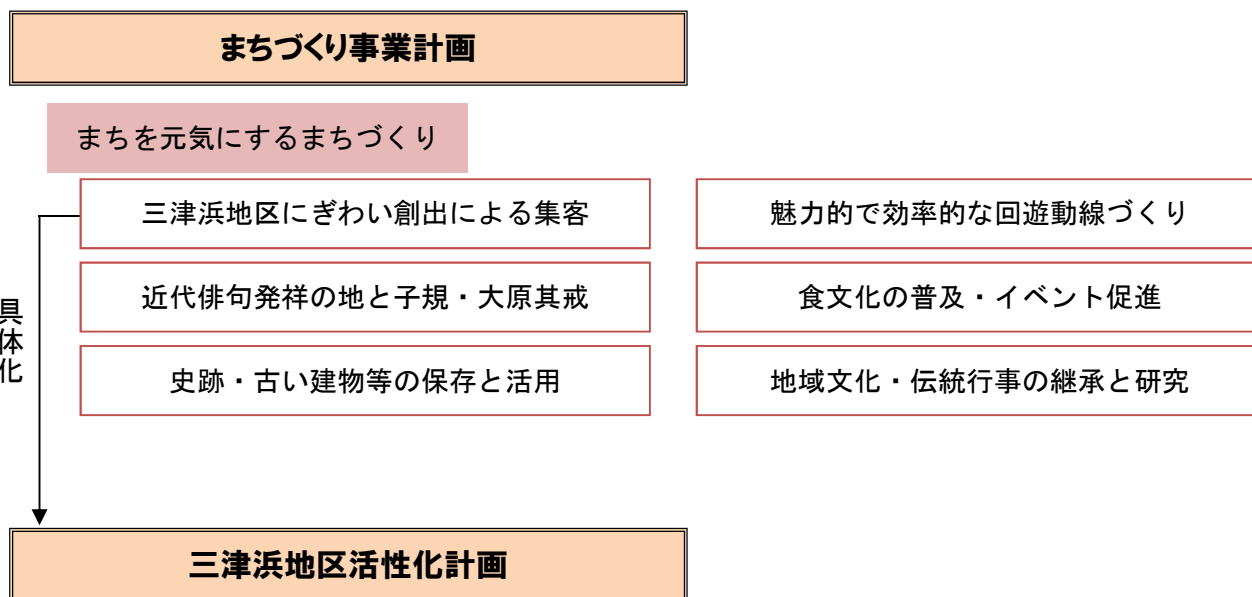 まちづくり事業計画
まちを元気にするまちづくり
三津浜地区にぎわい創出による集客
魅力的で効率的な回遊動線づくり
近代俳句発祥の地と子規・大原其戒
食文化の普及・イベント促進
史跡・古い建物等の保存と活用
地域文化・伝統行事の継承と研究
具体化
三津浜地区活性化計画